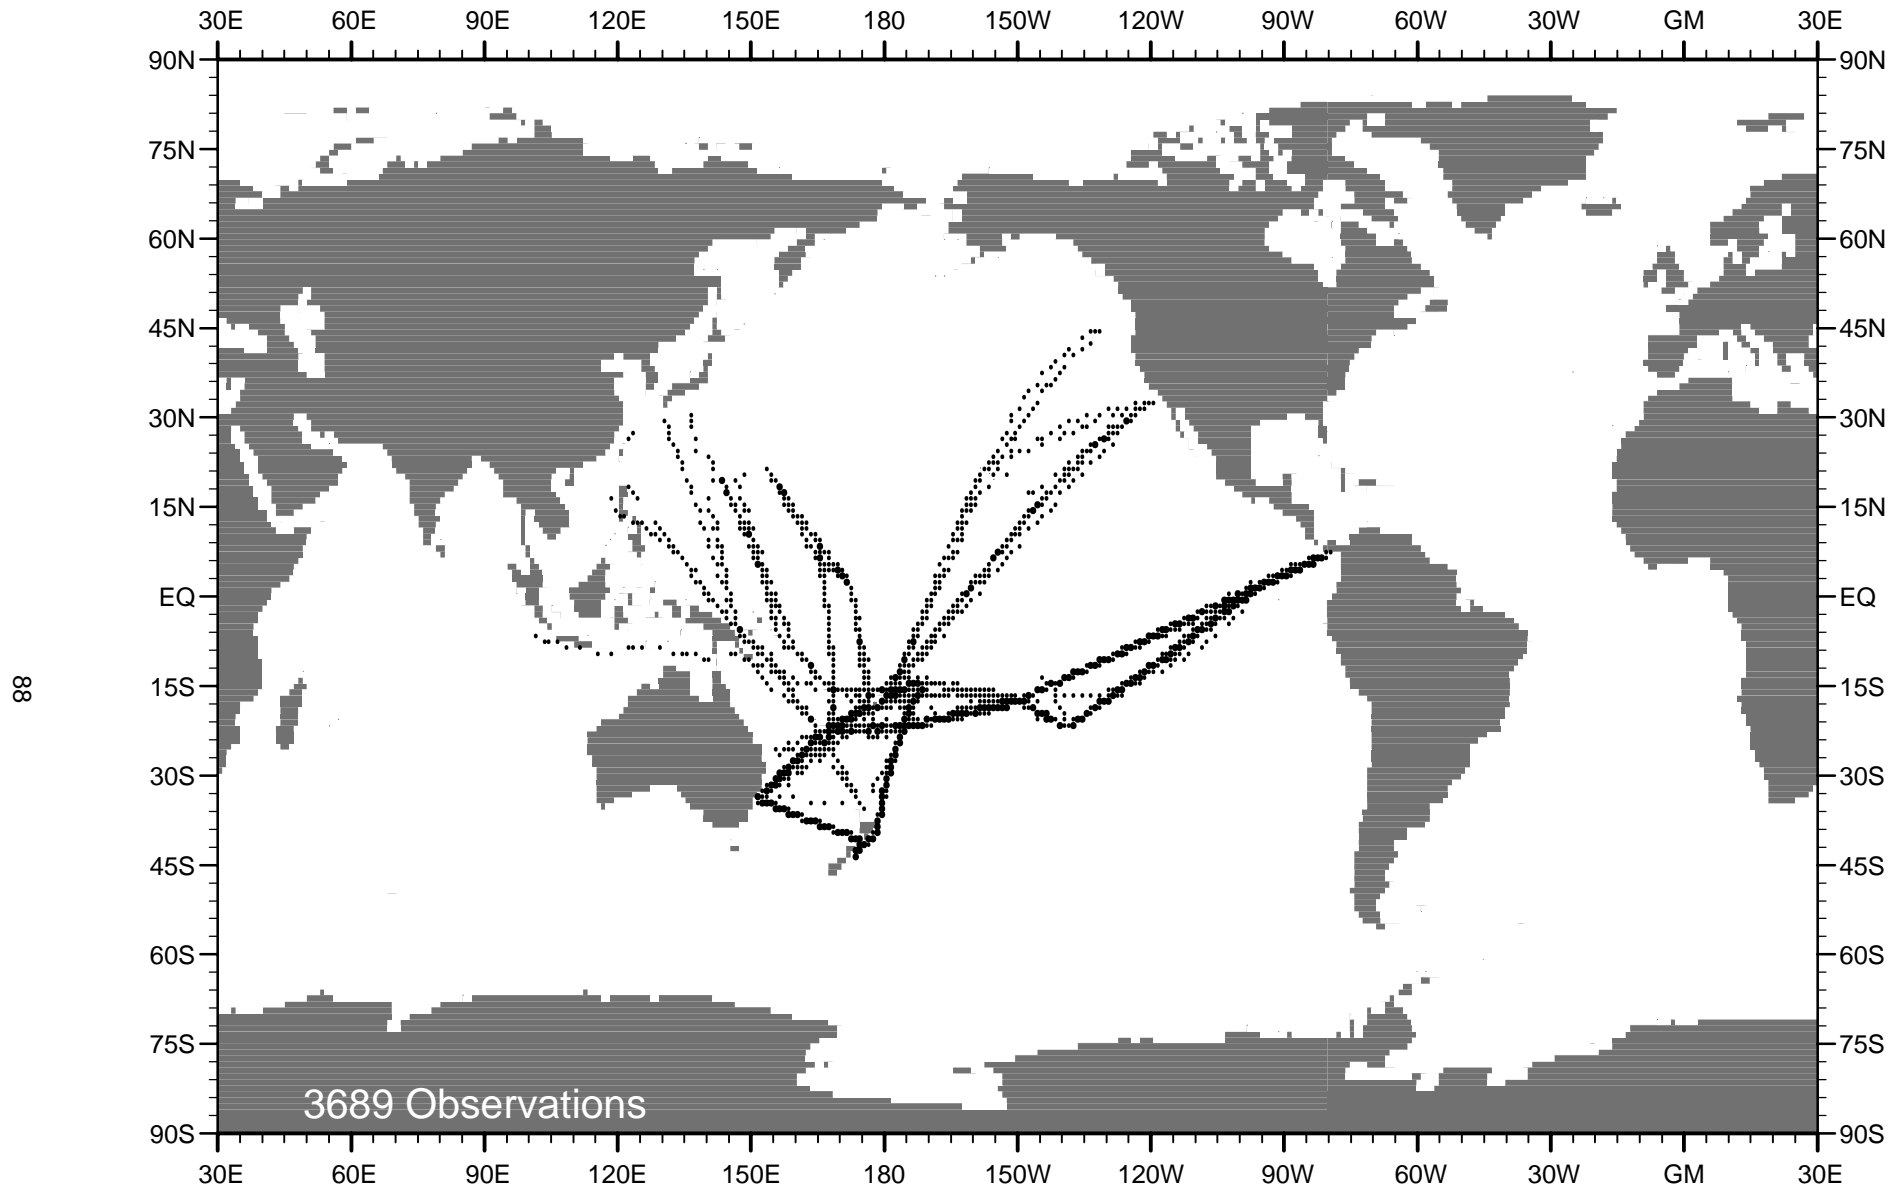 30E 60E 90E 120E 150E 180 150W 120W 90W 60W 30W GM 30E
90N 90N
75N 75N
60N 60N
45N 45N
30N 30N
15N 15N
EQ EQ
15S 15S
88
30S 30S
45S 45S
60S 60S
75S 75S
3689 Observations
90S 90S
30E 60E 90E 120E 150E 180 150W 120W 90W 60W 30W GM 30E